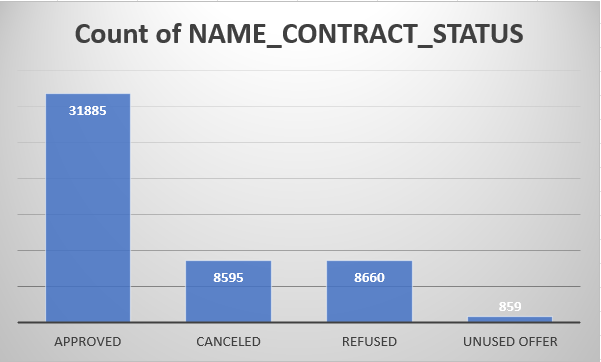 Count of NAME_CONTRACT_STATUS
31885
8595
8660
859
APPROVED
CANCELED
REFUSED
UNUSED OFFER